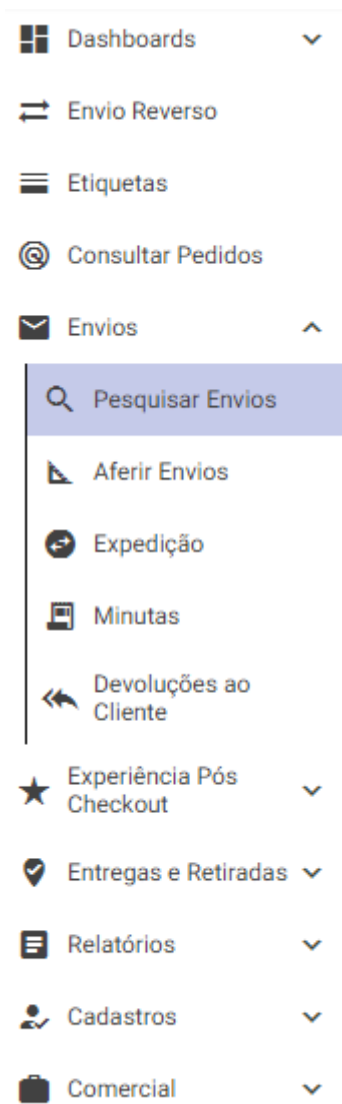 Dashboards
Envio Reverso
Etiquetas
Consultar Pedidos
Envios
Pesquisar Envios
Aferir Envios
Expedição
Minutas
Devoluções ao
Cliente
Experiência Pós
Checkout
Entregas e Retiradas
Relatórios
Cadastros
Comercial